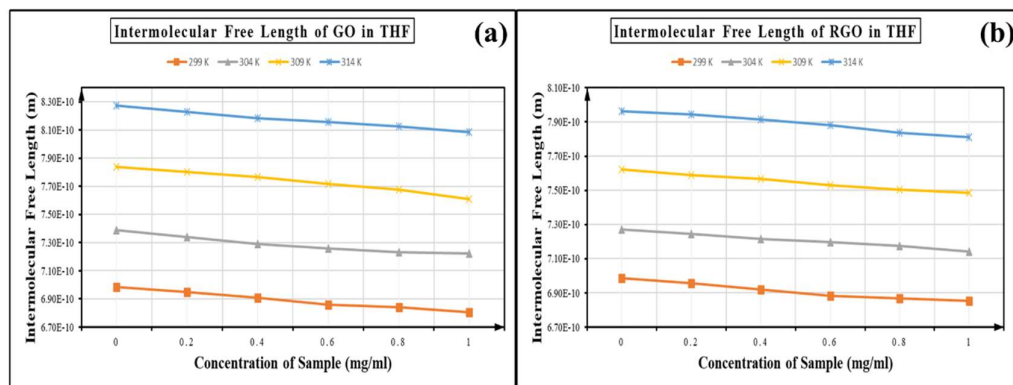 Intermolecular Free Length of GO in THF
(a)
299 K 304 K 309 K 314 K
Intermolecular Free Length (m)
8.30E-10
8.10E-10
7.90E-10
7.70E-10
7.50E-10
7.30E-10
7.10E-10
6.90E-10
6.70E-10
0 0.2 0.4 0.6 0.8 1
Concentration of Sample (mg/ml)
Intermolecular Free Length of RGO in THF
(b)
299 K 304 K 309 K 314 K
Intermolecular Free Length (m)
8.10E-10
7.90E-10
7.70E-10
7.50E-10
7.30E-10
7.10E-10
6.90E-10
6.70E-10
0 0.2 0.4 0.6 0.8 1
Concentration of Sample (mg/ml)